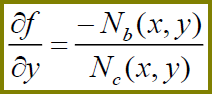 ∂f/∂y = −N_b(x, y)/N_c(x, y)